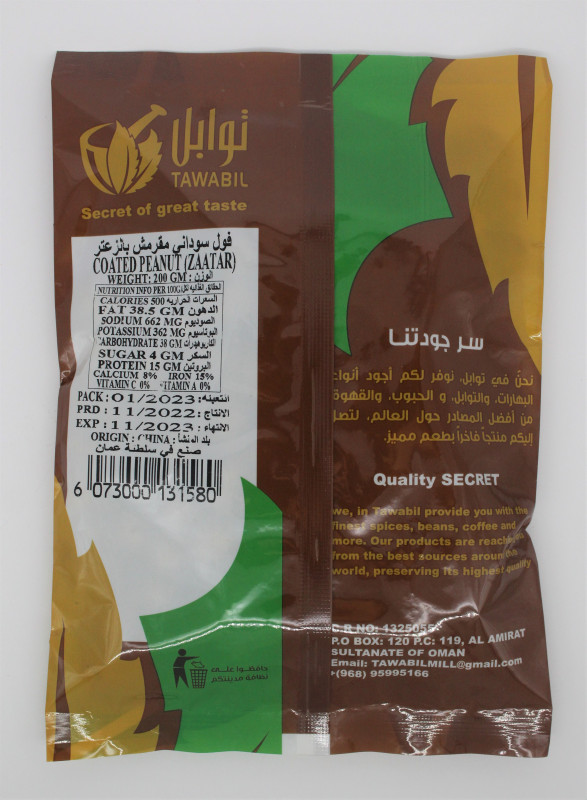 توابل
TAWABIL
Secret of great taste
فول سوداني مقرمش بالزعتر
COATED PEANUT (ZAATAR)
WEIGHT: 200 GM : الوزن
NUTRITION INFO PER 100G
CALORIES 500 السعرات الحرارية
FAT 38.5 GM الدهون
SODIUM 662 MG الصوديوم
POTASSIUM 362 MG البوتاسيوم
CARBOHYDRATE 38 GM الكاربوهيدرات
SUGAR 4 GM السكر
PROTEIN 15 GM البروتين
CALCIUM 8% IRON 15%
VITAMIN C 0% VITAMIN A 0%
PACK : 01/2023 : التعبئة
PRD : 11/2022 : الانتاج
EXP : 11/2023 : الانتهاء
ORIGIN : CHINA : بلد المنشأ
صنع في سلطنة عمان
6 073000 131580
حافظوا على
نظافة مدينتكم
سر جودتنا
نحن في توابل، نوفر لكم أجود أنواع
البهارات، والتوابل، و الحبوب، والقهوة
من أفضل المصادر حول العالم، لتصل
إليكم منتجاً فاخراً بطعم مميز.
Quality SECRET
we, in Tawabil provide you with the
finest spices, beans, coffee and
more. Our products are reached
from the best sources around the
world, preserving its highest quality
C.R NO: 1325055
P.O BOX: 120 P.C: 119, AL AMIRAT
SULTANATE OF OMAN
Email: TAWABILMILL@gmail.com
+(968) 95995166